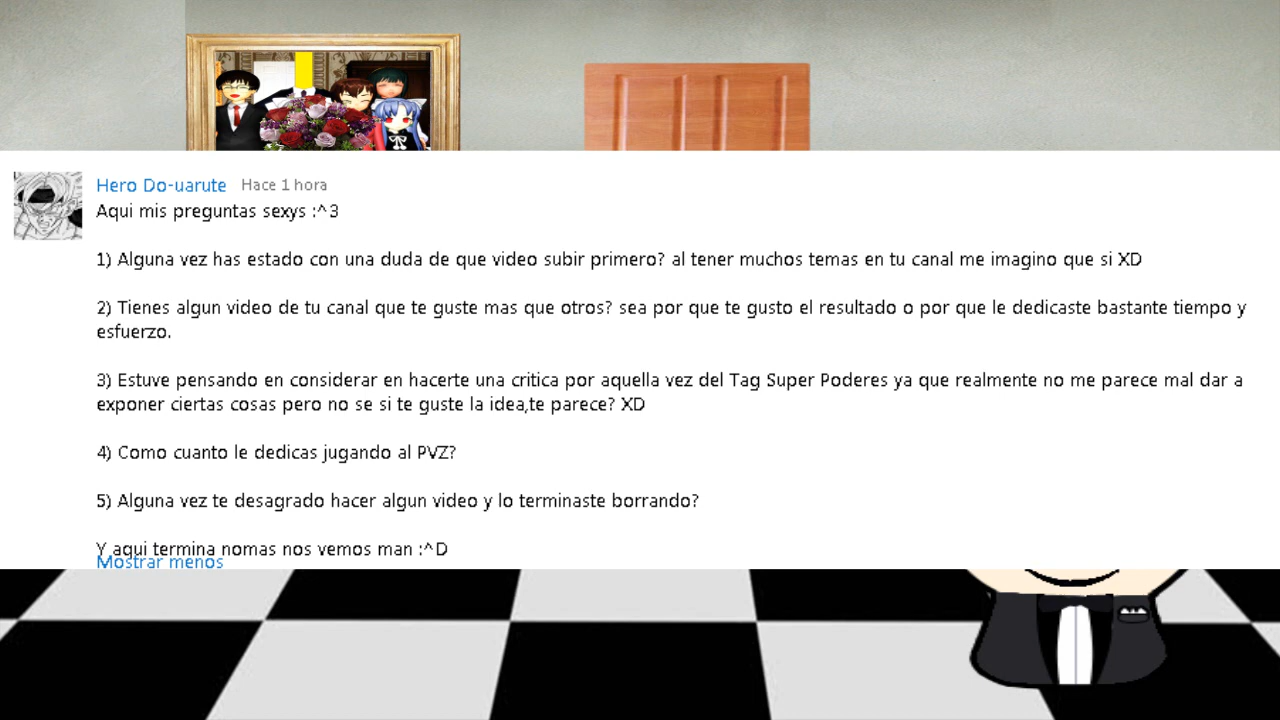 Hero Do-uarute Hace 1 hora
Aqui mis preguntas sexys :^3
1) Alguna vez has estado con una duda de que video subir primero? al tener muchos temas en tu canal me imagino que si XD
2) Tienes algun video de tu canal que te guste mas que otros? sea por que te gusto el resultado o por que le dedicaste bastante tiempo y
esfuerzo.
3) Estuve pensando en considerar en hacerte una critica por aquella vez del Tag Super Poderes ya que realmente no me parece mal dar a
exponer ciertas cosas pero no se si te guste la idea,te parece? XD
4) Como cuanto le dedicas jugando al PVZ?
5) Alguna vez te desagrado hacer algun video y lo terminaste borrando?
Y aqui termina nomas nos vemos man :^D
Mostrar menos